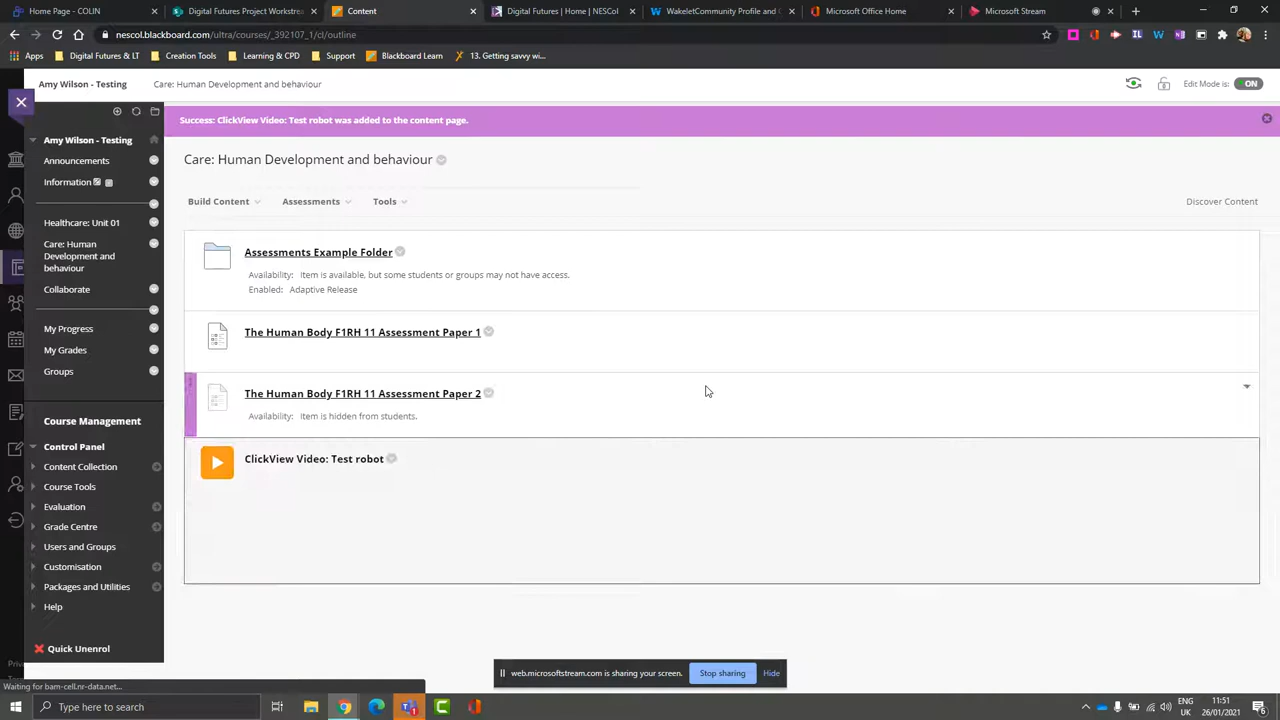 My courses - COLIN
SharePoint
Digital Futures | Home | NESCol
WakeletCommunity Profile and C
Microsoft Office Home
Microsoft Stream
nescol.blackboard.com/ultra/courses/_392107_1/cl/outline
Apps Digital Futures & LT Creation Tools Learning & CPD Support Blackboard Learn 13. Getting savvy wi...
Amy Wilson - Testing Care: Human Development and behaviour Edit Mode is: ON
Success: ClickView Video: Test robot was added to the content page.
Amy Wilson - Testing
Announcements
Information
Healthcare: Unit 01
Care: Human
Development and
behaviour
Collaborate
My Progress
My Grades
Groups
Course Management
Control Panel
Content Collection
Course Tools
Evaluation
Grade Centre
Users and Groups
Customisation
Packages and Utilities
Help
Quick Unenrol
Care: Human Development and behaviour
Build Content Assessments Tools Discover Content
Assessments Example Folder
Availability: Item is available, but some students or groups may not have access.
Enabled: Adaptive Release
The Human Body F1RH 11 Assessment Paper 1
The Human Body F1RH 11 Assessment Paper 2
Availability: Item is hidden from students.
ClickView Video: Test robot
web.microsoftstream.com is sharing your screen. Stop sharing Hide
Waiting for bam-cell.nr-data.net...
Type here to search
ENG
UK
11:51
26/01/2021